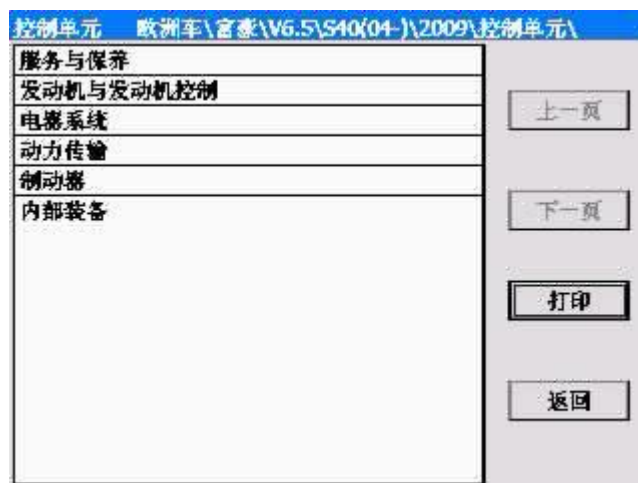 控制单元 欧洲车\富豪\V6.5\S40(04-)\2009\控制单元\
服务与保养
发动机与发动机控制
电器系统
动力传输
制动器
内部装备
上一页
下一页
打印
返回